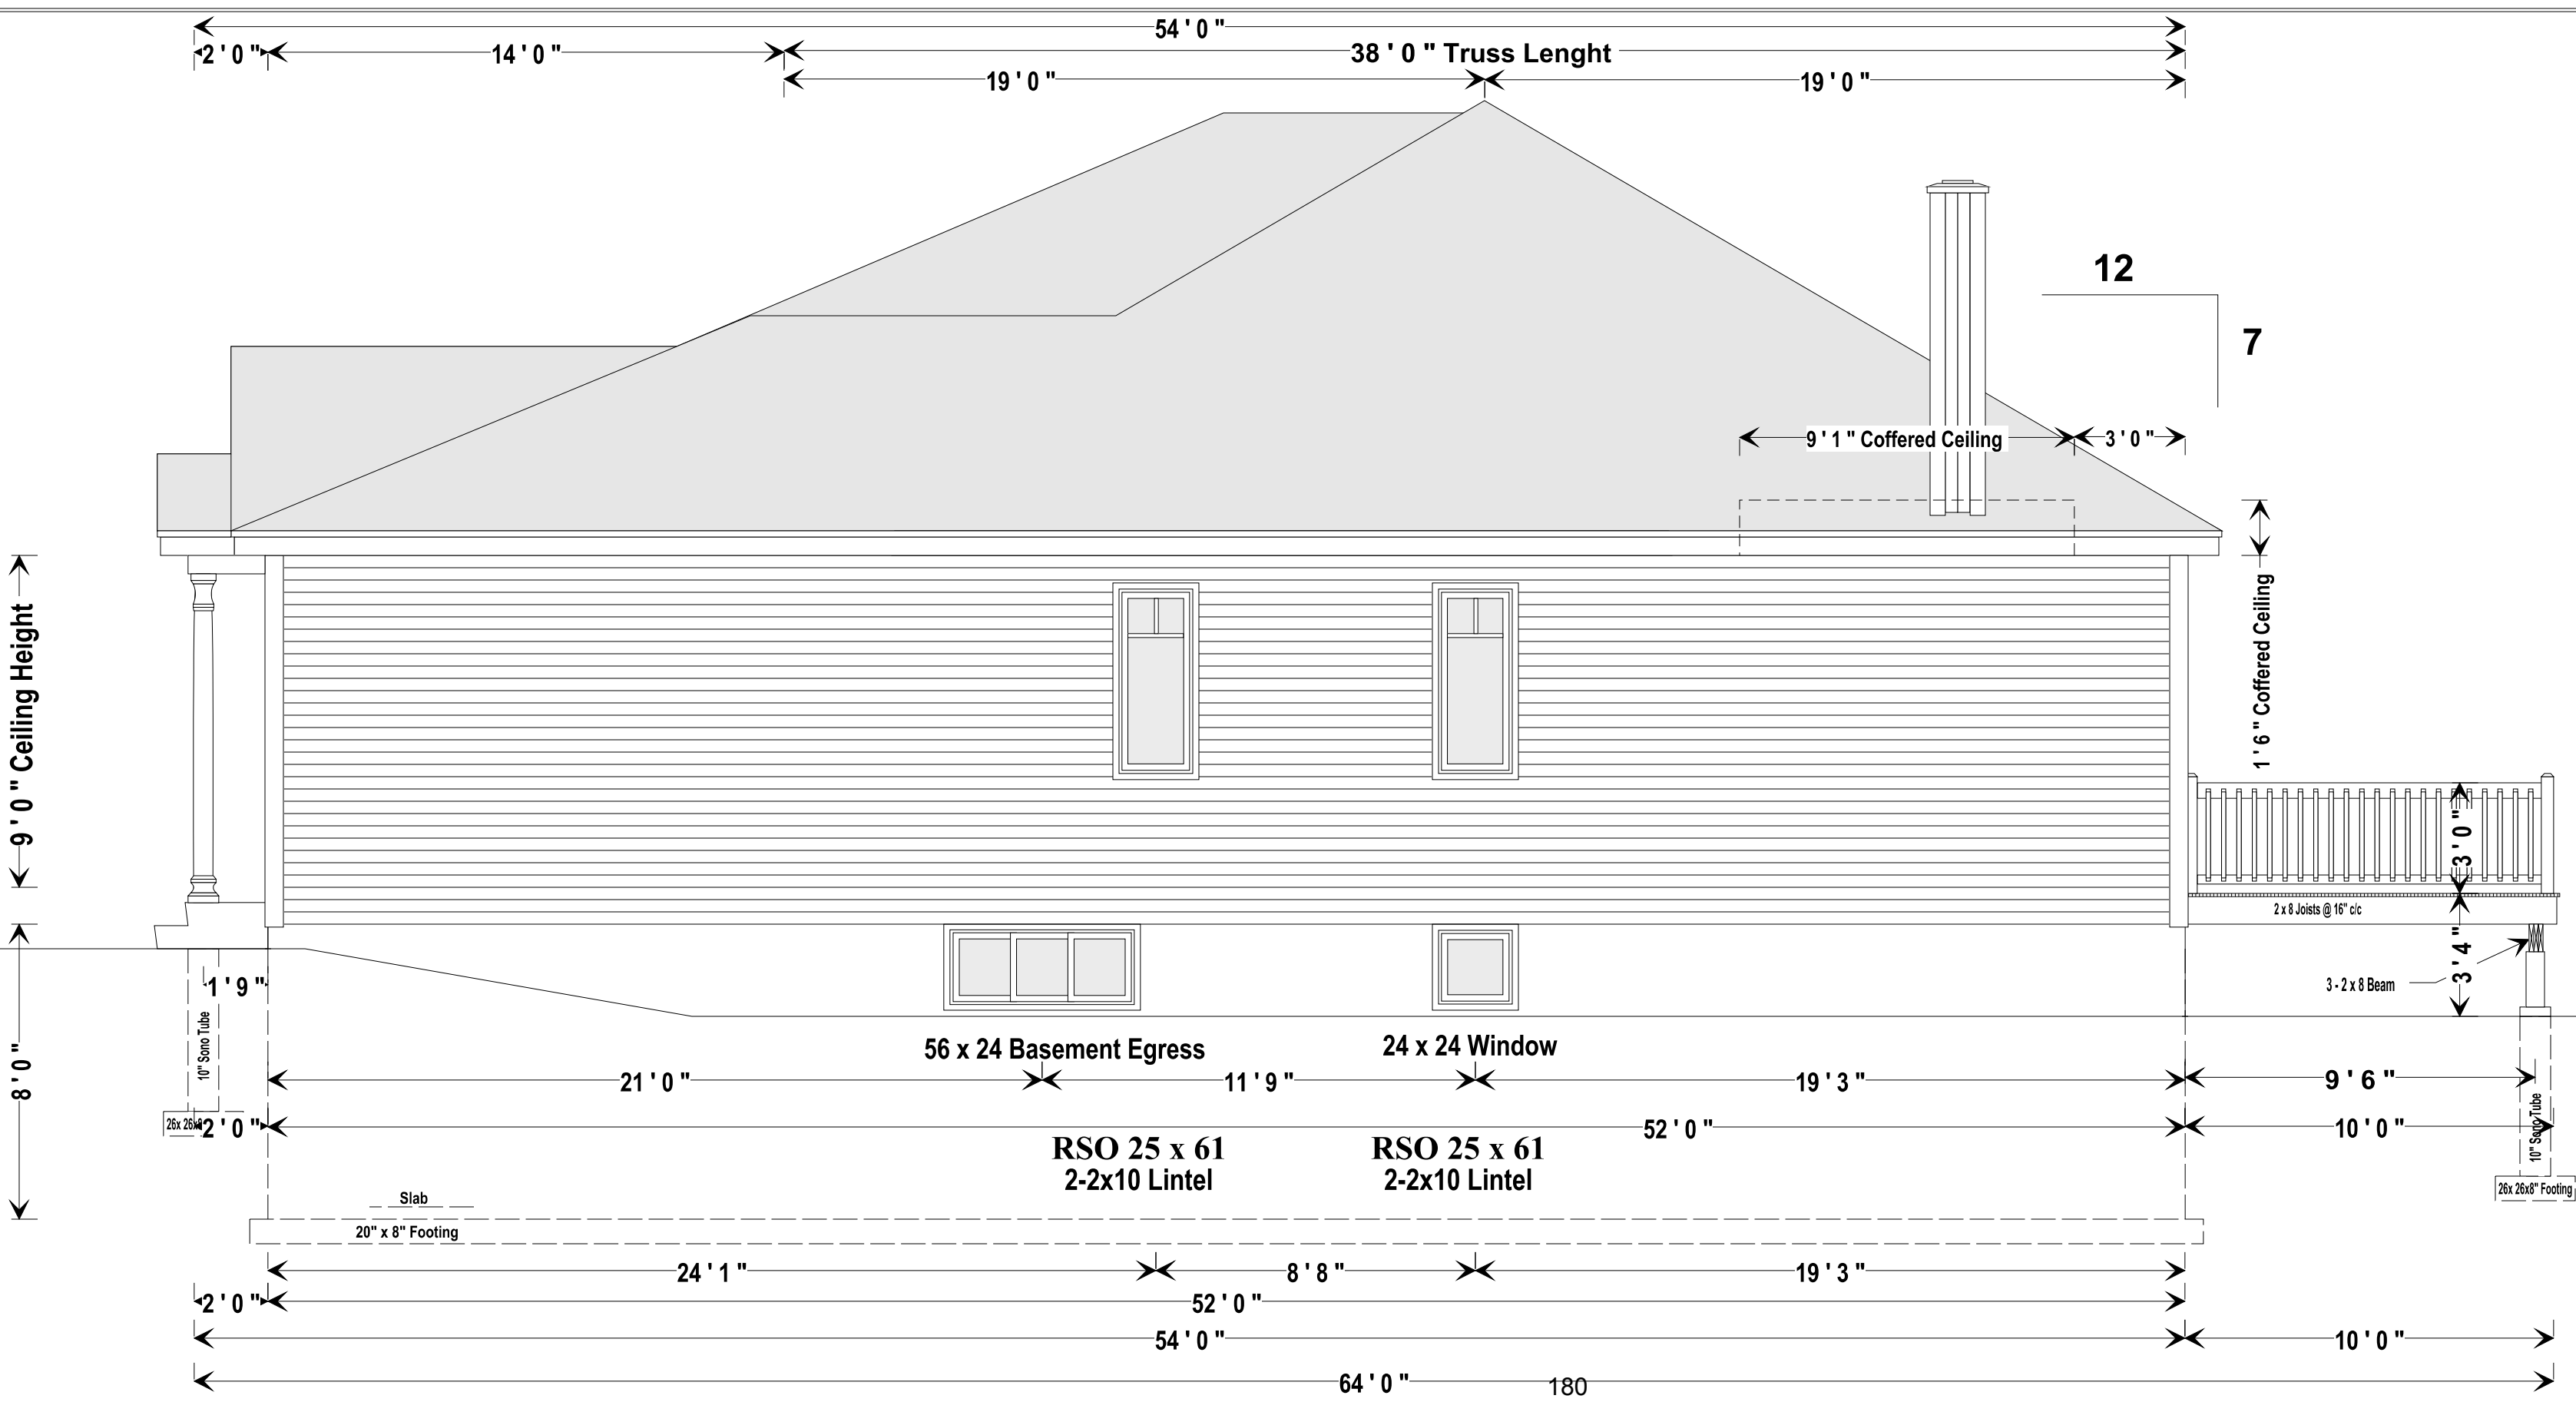 54 ' 0 "
2 ' 0 " 14 ' 0 " 38 ' 0 " Truss Lenght
19 ' 0 " 19 ' 0 "
12
7
9 ' 1 " Coffered Ceiling 3 ' 0 "
1 ' 6 " Coffered Ceiling
9 ' 0 " Ceiling Height
3 ' 0 "
2 x 8 Joists @ 16" c/c
3 ' 4 "
3 - 2 x 8 Beam
1 ' 9 "
10" Sono Tube
8 ' 0 "
56 x 24 Basement Egress 24 x 24 Window
21 ' 0 " 11 ' 9 " 19 ' 3 " 9 ' 6 "
26x 26x8 2 ' 0 " 52 ' 0 " 10 ' 0 "
10" Sono Tube
RSO 25 x 61 RSO 25 x 61
2-2x10 Lintel 2-2x10 Lintel
26x 26x8" Footing
Slab
20" x 8" Footing
24 ' 1 " 8 ' 8 " 19 ' 3 "
2 ' 0 " 52 ' 0 "
54 ' 0 " 10 ' 0 "
64 ' 0 " 180